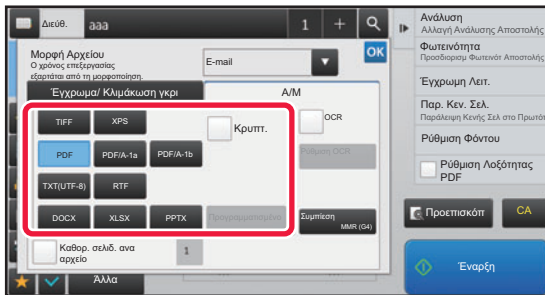 Διεύθ.
aaa
1
+
Μορφή Αρχείου
Ο χρόνος επεξεργασίας
εξαρτάται από τη μορφοποίηση.
E-mail
OK
Έγχρωμα/ Κλιμάκωση γκρι
Α/Μ
TIFF
XPS
Κρυπτ.
OCR
PDF
PDF/A-1a
PDF/A-1b
Ρύθμιση OCR
TXT(UTF-8)
RTF
DOCX
XLSX
PPTX
Προγραμματισμένο
Συμπίεση
MMR (G4)
Καθορ. σελιδ. ανα
αρχείο
1
Άλλα
Ανάλυση
Αλλαγή Ανάλυσης Αποστολής
Φωτεινότητα
Προσδιορισμ Φωτεινότ Αποστολής
Έγχρωμη Λειτ.
Παρ. Κεν. Σελ.
Παράλειψη Κενής Σελ στο Πρωτότ
Ρύθμιση Φόντου
Ρύθμιση Λοξότητας
PDF
Προεπισκόπ
CA
Έναρξη